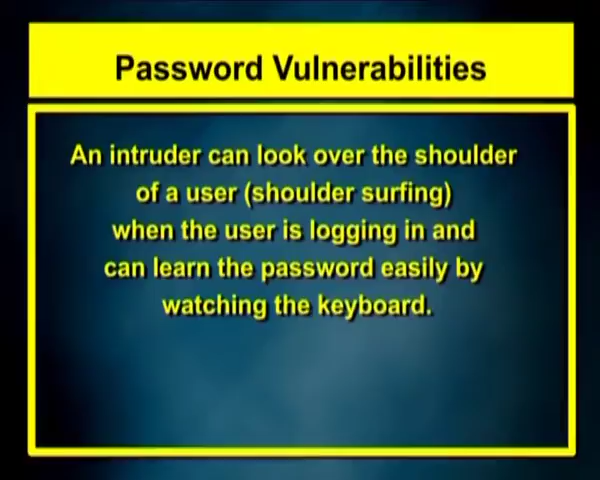 Password Vulnerabilities
An intruder can look over the shoulder
of a user (shoulder surfing)
when the user is logging in and
can learn the password easily by
watching the keyboard.